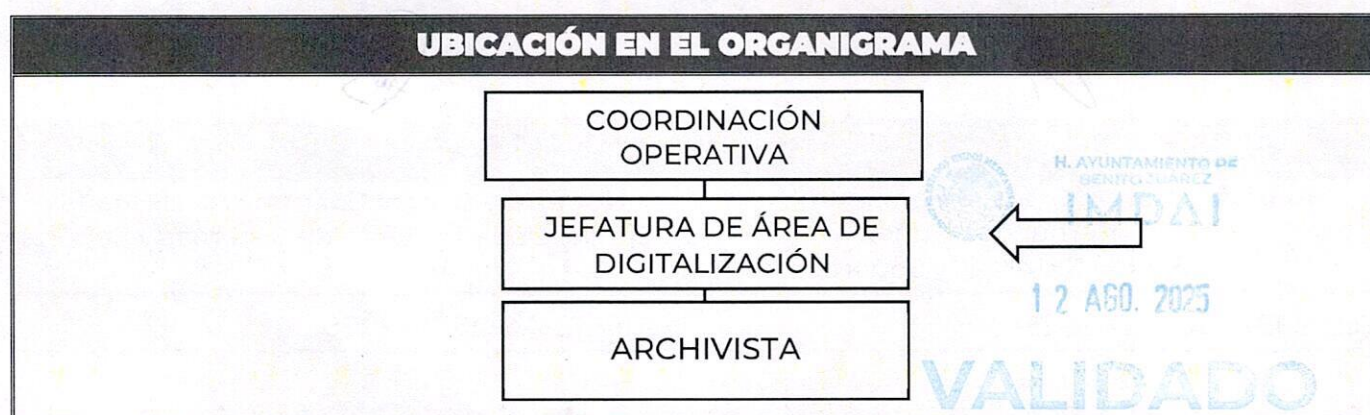 UBICACIÓN EN EL ORGANIGRAMA
COORDINACIÓN
OPERATIVA
H. AYUNTAMIENTO DE
BENITO JUÁREZ
IMDAI
JEFATURA DE ÁREA DE
DIGITALIZACIÓN
12 AGO. 2025
ARCHIVISTA
VALIDADO